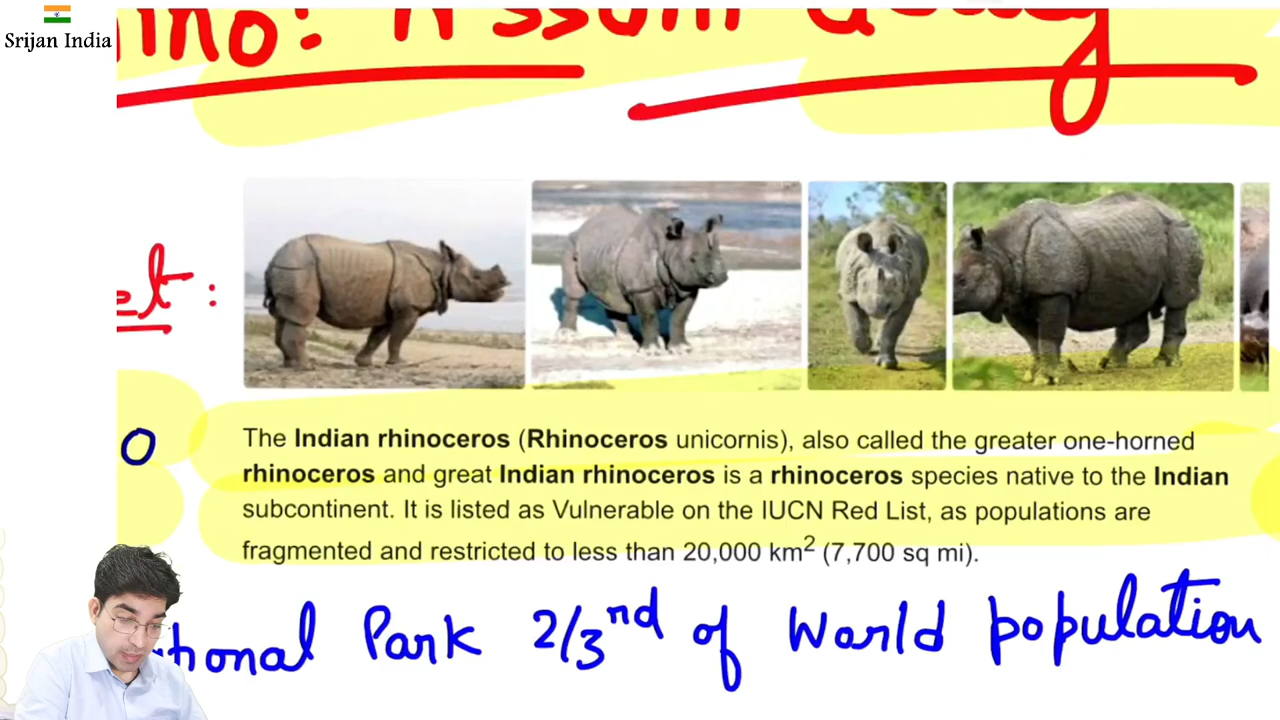 Srijan India
The Indian rhinoceros (Rhinoceros unicornis), also called the greater one-horned
rhinoceros and great Indian rhinoceros is a rhinoceros species native to the Indian
subcontinent. It is listed as Vulnerable on the IUCN Red List, as populations are
fragmented and restricted to less than 20,000 km² (7,700 sq mi).
Park 2/3ʳᵈ of World population